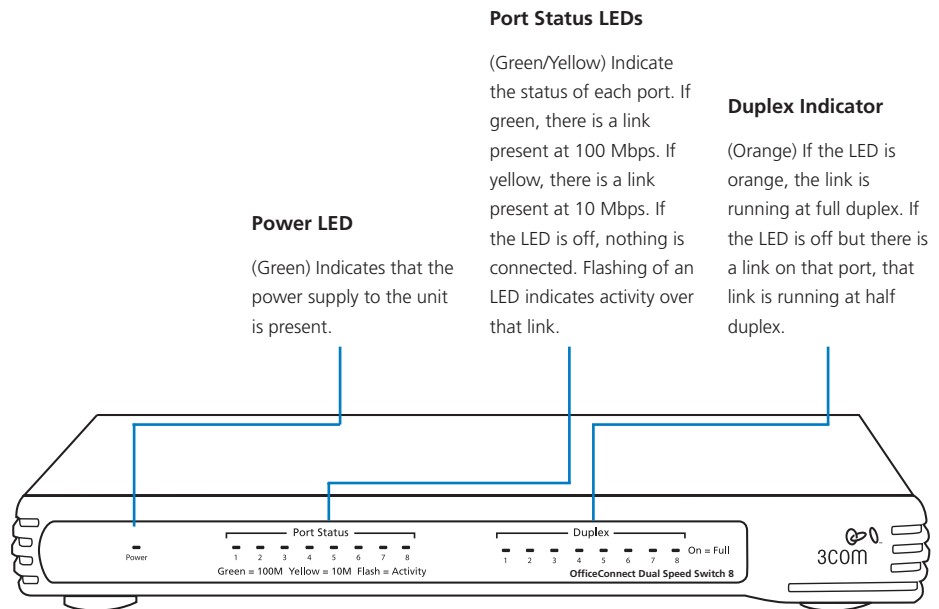 Port Status LEDs
(Green/Yellow) Indicate
the status of each port. If
green, there is a link
present at 100 Mbps. If
yellow, there is a link
present at 10 Mbps. If
the LED is off, nothing is
connected. Flashing of an
LED indicates activity over
that link.
Duplex Indicator
(Orange) If the LED is
orange, the link is
running at full duplex. If
the LED is off but there is
a link on that port, that
link is running at half
duplex.
Power LED
(Green) Indicates that the
power supply to the unit
is present.
Power
Port Status
1 2 3 4 5 6 7 8
Green = 100M Yellow = 10M Flash = Activity
Duplex
1 2 3 4 5 6 7 8 On = Full
OfficeConnect Dual Speed Switch 8
3COM